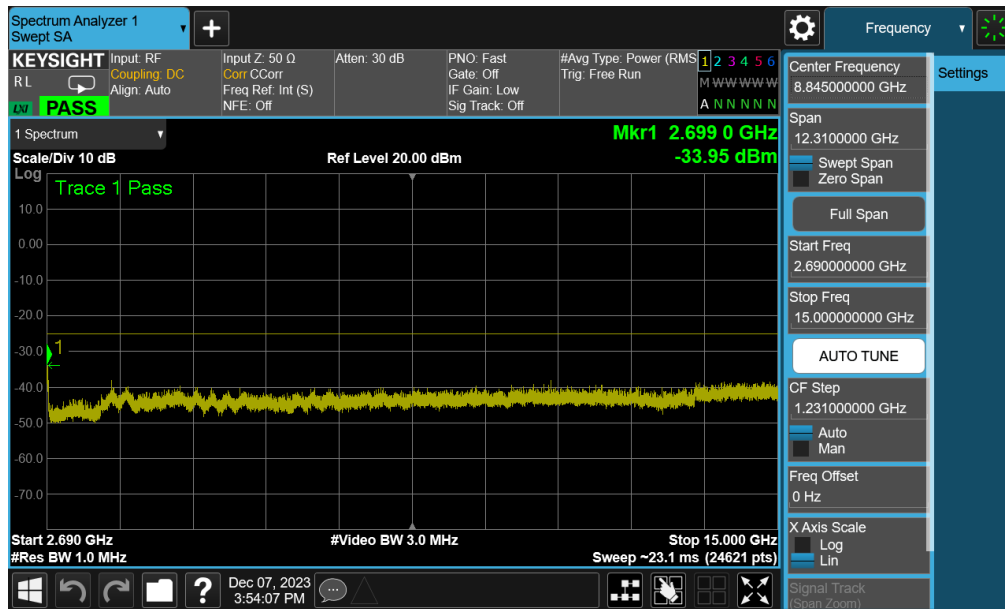 Spectrum Analyzer 1
Swept SA
+
Frequency
KEYSIGHT
RL
LXI
PASS
Input: RF
Coupling: DC
Align: Auto
Input Z: 50 Ω
Corr CCorr
Freq Ref: Int (S)
NFE: Off
Atten: 30 dB
PNO: Fast
Gate: Off
IF Gain: Low
Sig Track: Off
#Avg Type: Power (RMS
Trig: Free Run
1 2 3 4 5 6
M W W W W W
A N N N N N
1 Spectrum
Mkr1 2.699 0 GHz
-33.95 dBm
Scale/Div 10 dB
Ref Level 20.00 dBm
Log
Trace 1 Pass
10.0
0.00
-10.0
-20.0
-30.0
1
-40.0
-50.0
-60.0
-70.0
Start 2.690 GHz
#Video BW 3.0 MHz
Stop 15.000 GHz
#Res BW 1.0 MHz
Sweep ~23.1 ms (24621 pts)
?
Dec 07, 2023
3:54:07 PM
Center Frequency
8.845000000 GHz
Settings
Span
12.3100000 GHz
Swept Span
Zero Span
Full Span
Start Freq
2.690000000 GHz
Stop Freq
15.000000000 GHz
AUTO TUNE
CF Step
1.231000000 GHz
Auto
Man
Freq Offset
0 Hz
X Axis Scale
Log
Lin
Signal Track
(Span Zoom)